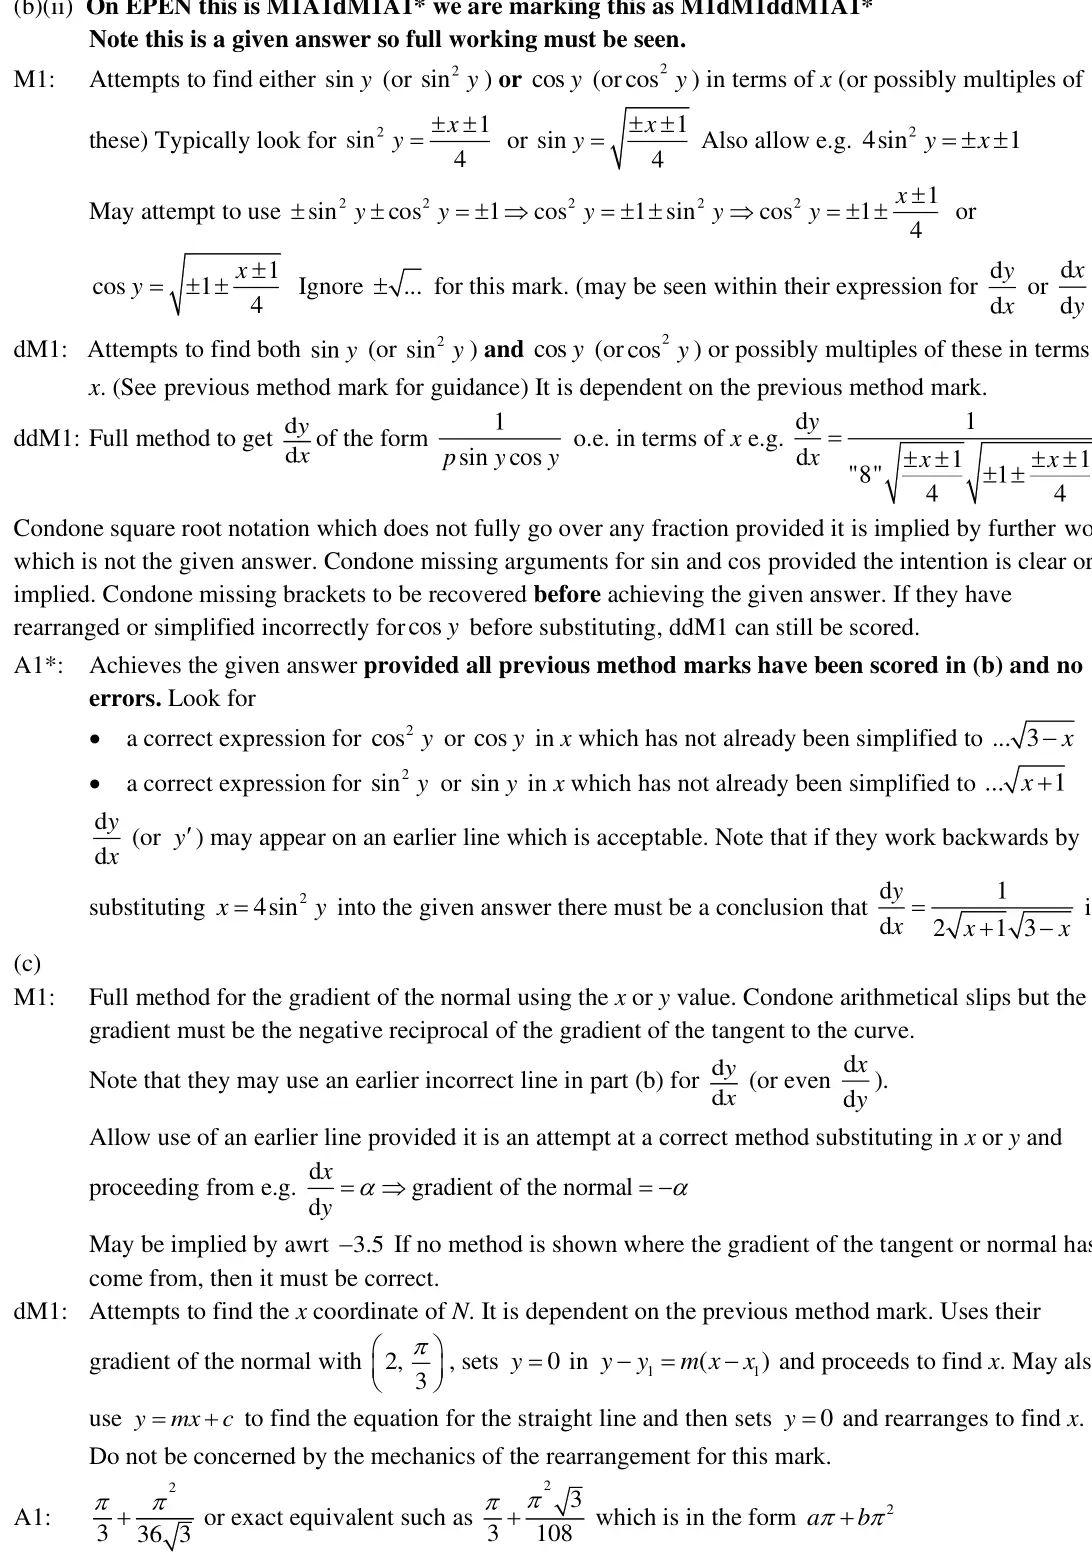 (b)(ii) On EPEN this is M1A1dM1A1* we are marking this as M1dM1ddM1A1*
Note this is a given answer so full working must be seen.
M1: Attempts to find either sin y (or sin² y) or cos y (or cos² y) in terms of x (or possibly multiples of
these) Typically look for sin² y = (±x±1)/4 or sin y = √((±x±1)/4) Also allow e.g. 4sin² y = ±x±1
May attempt to use ±sin² y ± cos² y = ±1 ⇒ cos² y = ±1 ± sin² y ⇒ cos² y = ±1 ± (x±1)/4 or
cos y = √(±1 ± (x±1)/4) Ignore ±√... for this mark. (may be seen within their expression for dy/dx or dx/dy
dM1: Attempts to find both sin y (or sin² y) and cos y (or cos² y) or possibly multiples of these in terms
x. (See previous method mark for guidance) It is dependent on the previous method mark.
ddM1: Full method to get dy/dx of the form 1/(p sin y cos y) o.e. in terms of x e.g. dy/dx = 1/("8"√((±x±1)/4) √(±1 ± (±x±1)/4))
Condone square root notation which does not fully go over any fraction provided it is implied by further wo
which is not the given answer. Condone missing arguments for sin and cos provided the intention is clear or
implied. Condone missing brackets to be recovered before achieving the given answer. If they have
rearranged or simplified incorrectly for cos y before substituting, ddM1 can still be scored.
A1*: Achieves the given answer provided all previous method marks have been scored in (b) and no
errors. Look for
• a correct expression for cos² y or cos y in x which has not already been simplified to ...√(3−x)
• a correct expression for sin² y or sin y in x which has not already been simplified to ...√(x+1)
dy/dx (or y′) may appear on an earlier line which is acceptable. Note that if they work backwards by
substituting x = 4sin² y into the given answer there must be a conclusion that dy/dx = 1/(2√(x+1)√(3−x)) i
(c)
M1: Full method for the gradient of the normal using the x or y value. Condone arithmetical slips but the
gradient must be the negative reciprocal of the gradient of the tangent to the curve.
Note that they may use an earlier incorrect line in part (b) for dy/dx (or even dx/dy).
Allow use of an earlier line provided it is an attempt at a correct method substituting in x or y and
proceeding from e.g. dx/dy = α ⇒ gradient of the normal = −α
May be implied by awrt −3.5 If no method is shown where the gradient of the tangent or normal has
come from, then it must be correct.
dM1: Attempts to find the x coordinate of N. It is dependent on the previous method mark. Uses their
gradient of the normal with (2, π/3), sets y = 0 in y − y₁ = m(x − x₁) and proceeds to find x. May als
use y = mx + c to find the equation for the straight line and then sets y = 0 and rearranges to find x.
Do not be concerned by the mechanics of the rearrangement for this mark.
A1: π/3 + π²/(36√3) or exact equivalent such as π/3 + π²√3/108 which is in the form aπ + bπ²